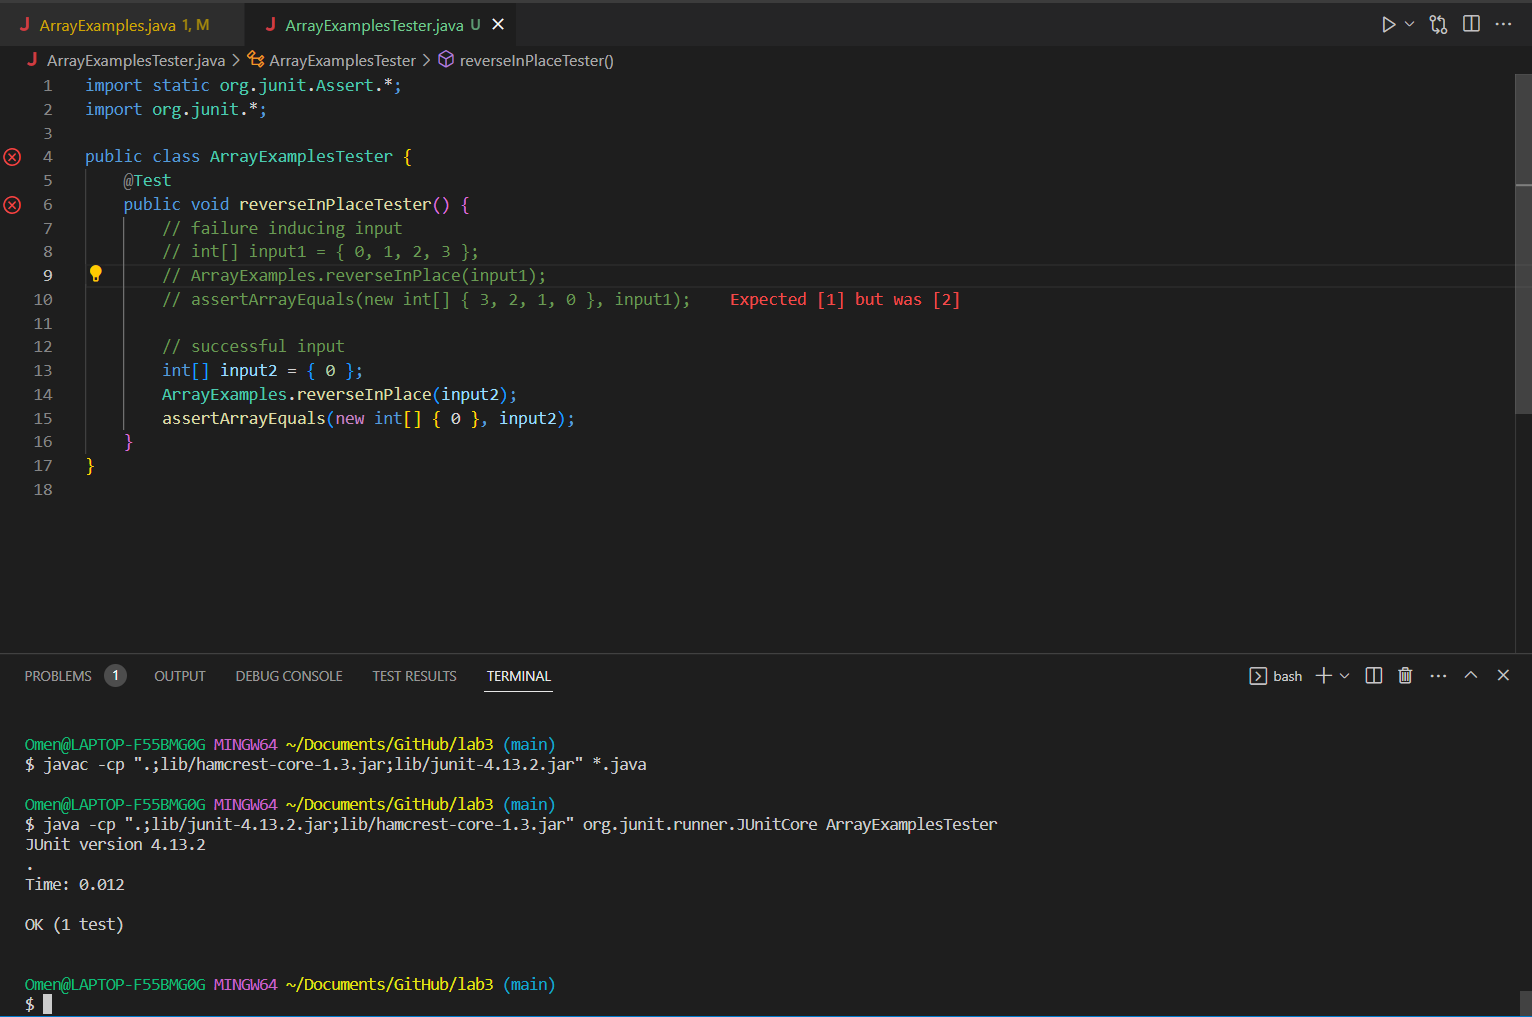 J ArrayExamples.java 1, M J ArrayExamplesTester.java U
J ArrayExamplesTester.java > ArrayExamplesTester > reverseInPlaceTester()
1 import static org.junit.Assert.*;
2 import org.junit.*;
3
4 public class ArrayExamplesTester {
5 @Test
6 public void reverseInPlaceTester() {
7 // failure inducing input
8 // int[] input1 = { 0, 1, 2, 3 };
9 // ArrayExamples.reverseInPlace(input1);
10 // assertArrayEquals(new int[] { 3, 2, 1, 0 }, input1); Expected [1] but was [2]
11
12 // successful input
13 int[] input2 = { 0 };
14 ArrayExamples.reverseInPlace(input2);
15 assertArrayEquals(new int[] { 0 }, input2);
16 }
17 }
18
PROBLEMS 1 OUTPUT DEBUG CONSOLE TEST RESULTS TERMINAL bash
Omen@LAPTOP-F55BMG0G MINGW64 ~/Documents/GitHub/lab3 (main)
$ javac -cp ".;lib/hamcrest-core-1.3.jar;lib/junit-4.13.2.jar" *.java
Omen@LAPTOP-F55BMG0G MINGW64 ~/Documents/GitHub/lab3 (main)
$ java -cp ".;lib/junit-4.13.2.jar;lib/hamcrest-core-1.3.jar" org.junit.runner.JUnitCore ArrayExamplesTester
JUnit version 4.13.2
.
Time: 0.012
OK (1 test)
Omen@LAPTOP-F55BMG0G MINGW64 ~/Documents/GitHub/lab3 (main)
$